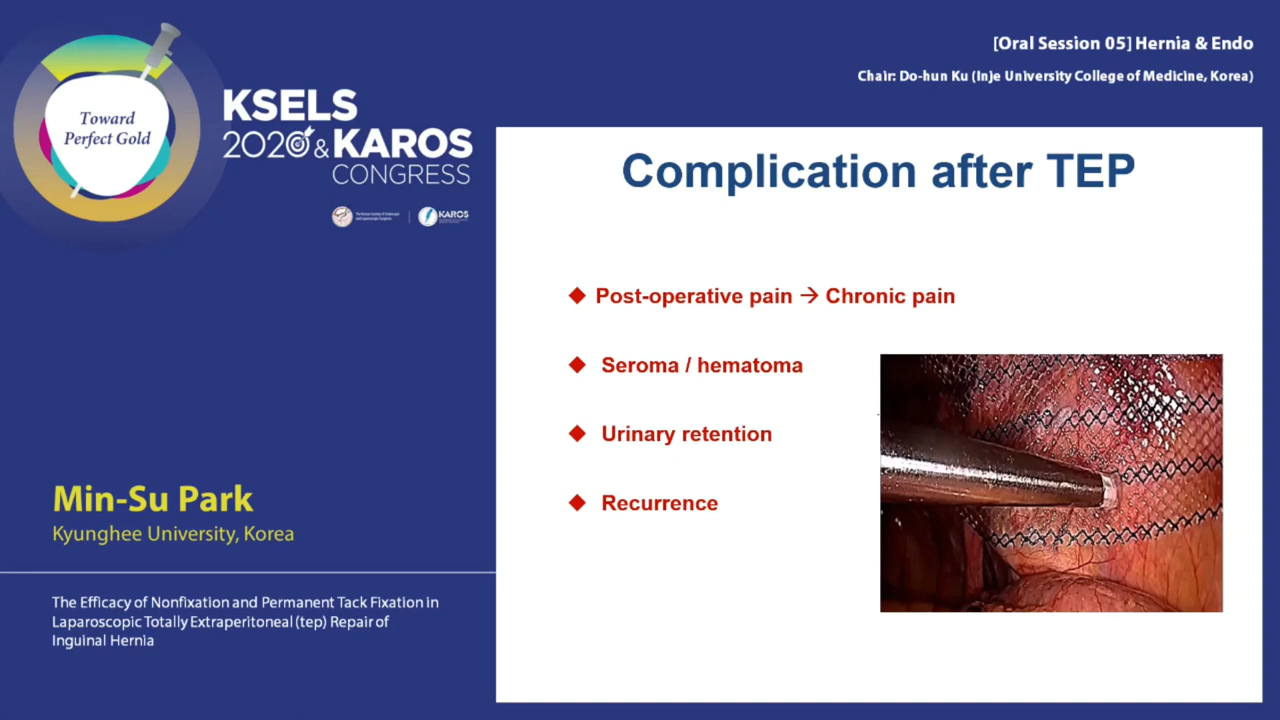 [Oral Session 05] Hernia & Endo
Chair: Do-hun Ku (Inje University College of Medicine, Korea)
Toward
Perfect Gold
KSELS
2020 & KAROS
CONGRESS
KAROS
Complication after TEP
◆ Post-operative pain → Chronic pain
◆ Seroma / hematoma
◆ Urinary retention
◆ Recurrence
Min-Su Park
Kyunghee University, Korea
The Efficacy of Nonfixation and Permanent Tack Fixation in
Laparoscopic Totally Extraperitoneal (tep) Repair of
Inguinal Hernia